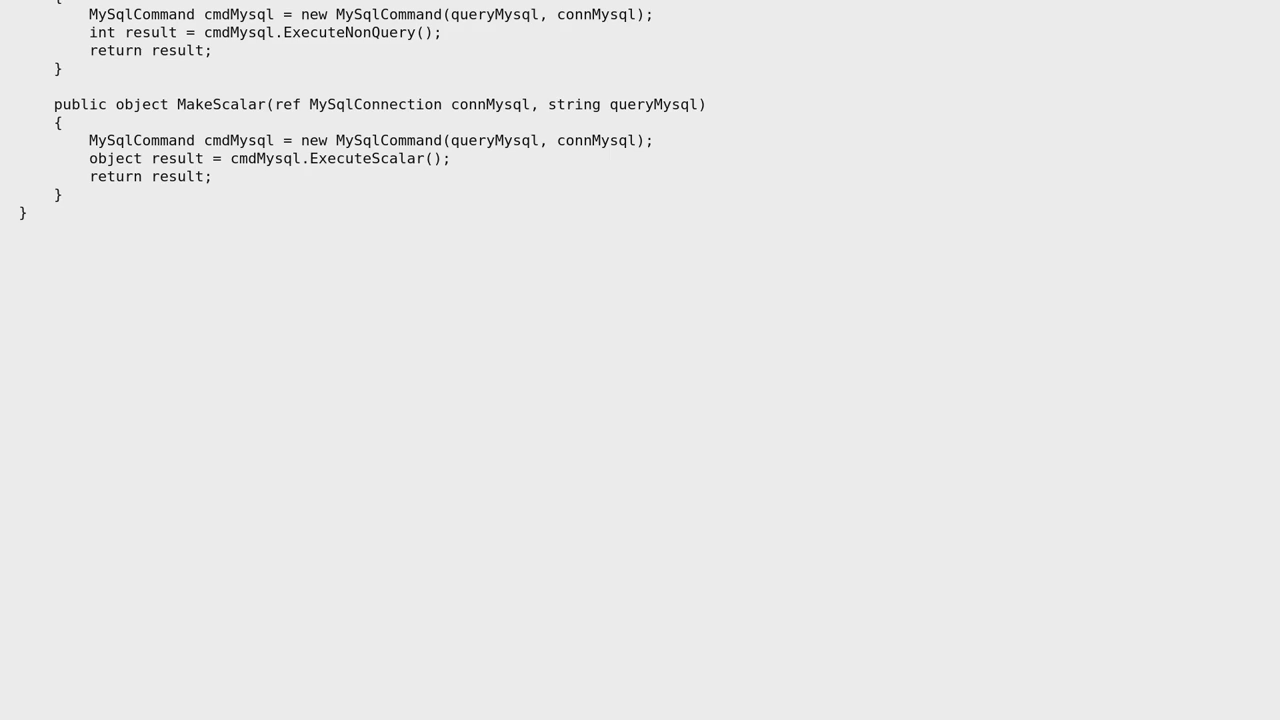 {
        MySqlCommand cmdMysql = new MySqlCommand(queryMysql, connMysql);
        int result = cmdMysql.ExecuteNonQuery();
        return result;
    }

    public object MakeScalar(ref MySqlConnection connMysql, string queryMysql)
    {
        MySqlCommand cmdMysql = new MySqlCommand(queryMysql, connMysql);
        object result = cmdMysql.ExecuteScalar();
        return result;
    }
}